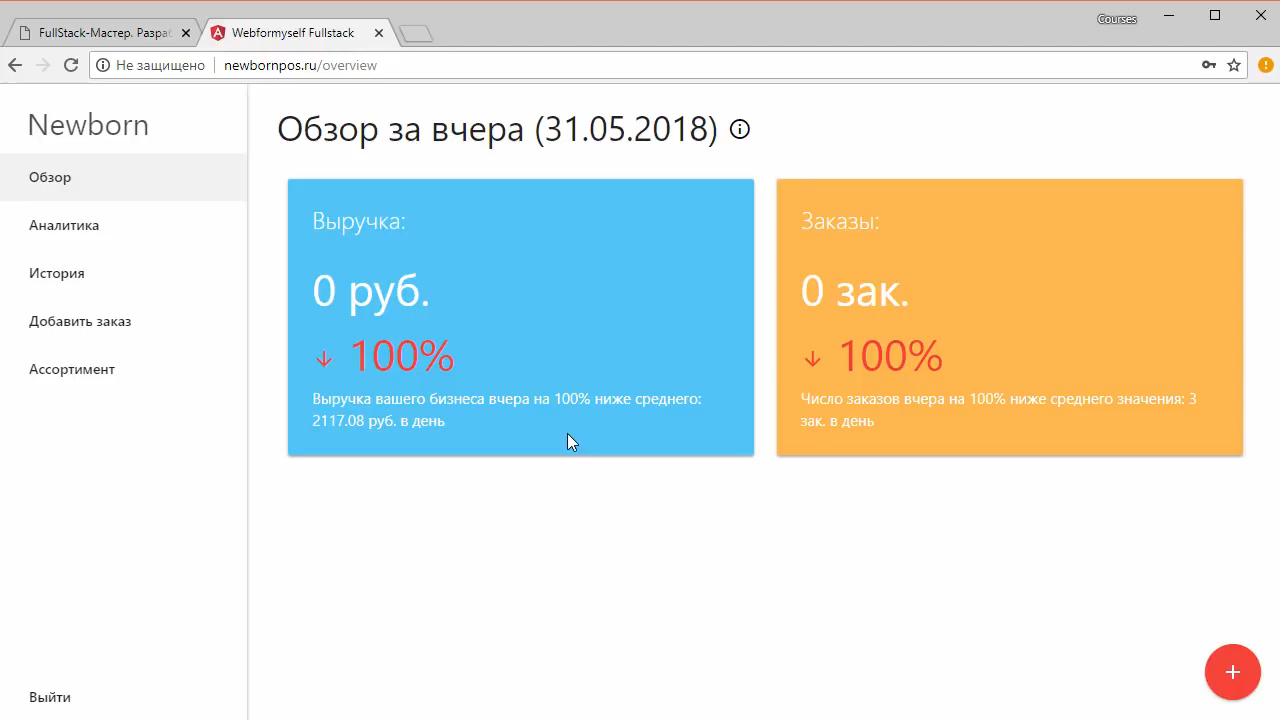 FullStack-Мастер. Разраб
Webformyself Fullstack
Courses
Не защищено
newbornpos.ru/overview
Newborn
Обзор
Аналитика
История
Добавить заказ
Ассортимент
Выйти
Обзор за вчера (31.05.2018)
Выручка:
0 руб.
100%
Выручка вашего бизнеса вчера на 100% ниже среднего:
2117.08 руб. в день
Заказы:
0 зак.
100%
Число заказов вчера на 100% ниже среднего значения: 3
зак. в день